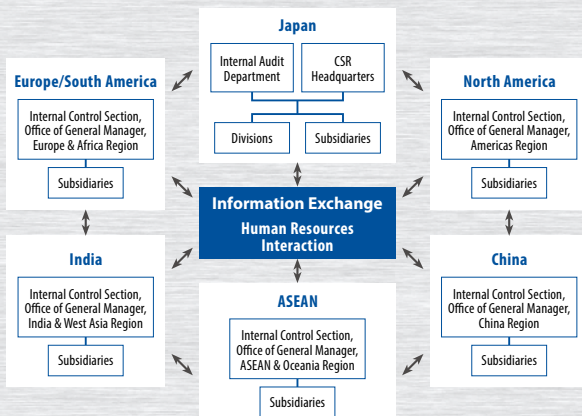 Japan
Internal Audit
Department
CSR
Headquarters
Divisions
Subsidiaries
Europe/South America
Internal Control Section,
Office of General Manager,
Europe & Africa Region
Subsidiaries
North America
Internal Control Section,
Office of General Manager,
Americas Region
Subsidiaries
Information Exchange
Human Resources
Interaction
India
Internal Control Section,
Office of General Manager,
India & West Asia Region
Subsidiaries
ASEAN
Internal Control Section,
Office of General Manager,
ASEAN & Oceania Region
Subsidiaries
China
Internal Control Section,
Office of General Manager,
China Region
Subsidiaries